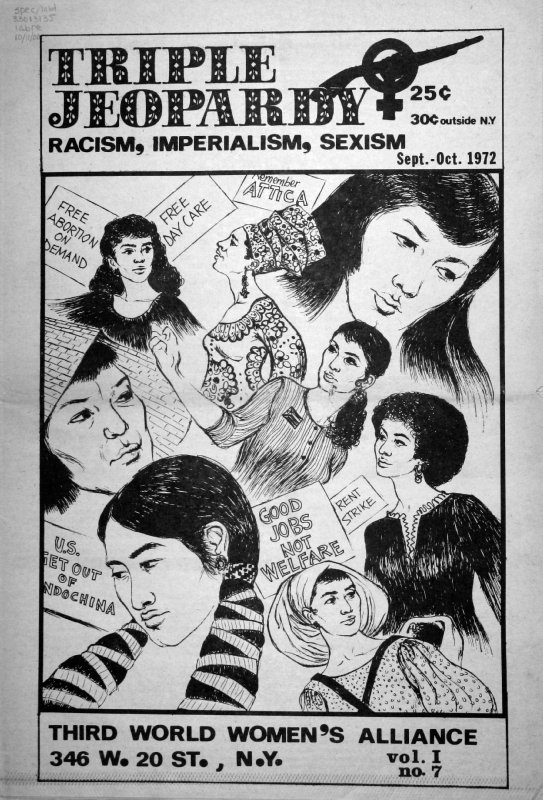 TRIPLE
JEOPARDY
25¢
30¢ outside N.Y
RACISM, IMPERIALISM, SEXISM
Sept.-Oct. 1972
FREE
ABORTION
ON
DEMAND
FREE
DAY CARE
Remember
ATTICA
GOOD
JOBS
NOT
WELFARE
RENT
STRIKE
U.S.
GET OUT
OF
INDOCHINA
THIRD WORLD WOMEN'S ALLIANCE
346 W. 20 ST., N.Y.
vol. I
no. 7